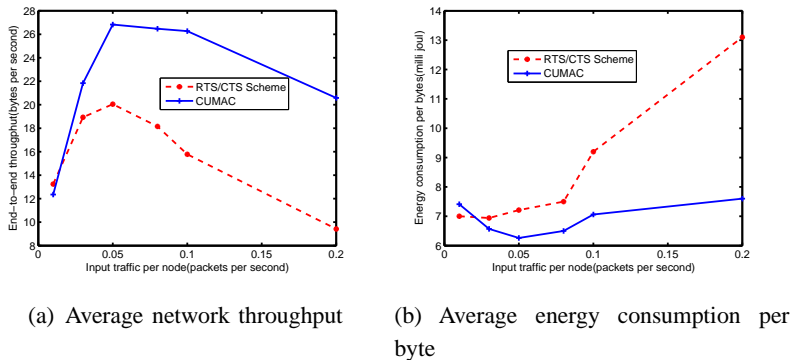 28
26
24
22
20
18
16
14
12
10
8
0 0.05 0.1 0.15 0.2
End−to−end througphut(bytes per second)
Input traffic per node(packets per second)
RTS/CTS Scheme
CUMAC
(a) Average network throughput
14
13
12
11
10
9
8
7
6
0 0.05 0.1 0.15 0.2
Energy consumption per bytes(milli joul)
Input traffic per node(packets per second)
RTS/CTS Scheme
CUMAC
(b) Average energy consumption per
byte